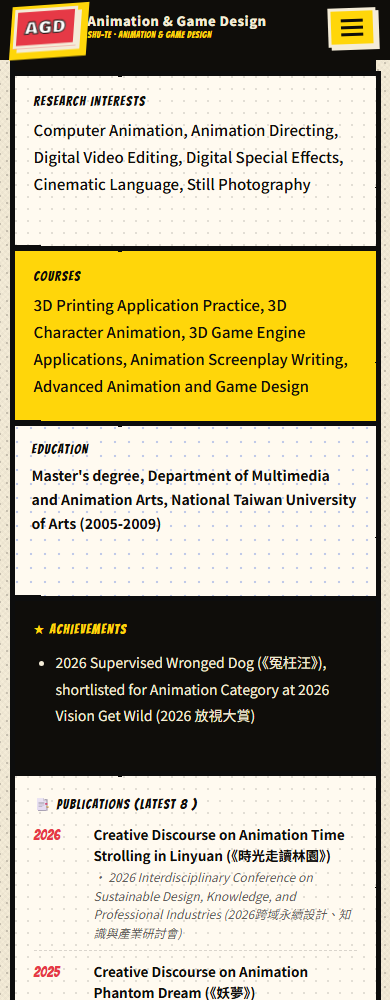 AGD
Animation & Game Design
SHU-TE · ANIMATION & GAME DESIGN
RESEARCH INTERESTS
Computer Animation, Animation Directing,
Digital Video Editing, Digital Special Effects,
Cinematic Language, Still Photography
COURSES
3D Printing Application Practice, 3D
Character Animation, 3D Game Engine
Applications, Animation Screenplay Writing,
Advanced Animation and Game Design
EDUCATION
Master's degree, Department of Multimedia
and Animation Arts, National Taiwan University
of Arts (2005-2009)
★ ACHIEVEMENTS
• 2026 Supervised Wronged Dog (《冤枉汪》),
shortlisted for Animation Category at 2026
Vision Get Wild (2026 放視大賞)
PUBLICATIONS (LATEST 8 )
2026
Creative Discourse on Animation Time
Strolling in Linyuan (《時光走讀林園》)
· 2026 Interdisciplinary Conference on
Sustainable Design, Knowledge, and
Professional Industries (2026跨域永續設計、知
識與產業研討會)
2025
Creative Discourse on Animation
Phantom Dream (《妖夢》)